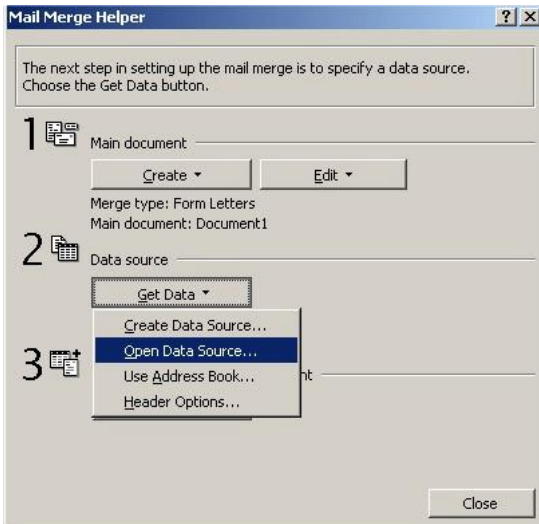 Mail Merge Helper
The next step in setting up the mail merge is to specify a data source.
Choose the Get Data button.
1
Main document
Create
Edit
Merge type: Form Letters
Main document: Document1
2
Data source
Get Data
Create Data Source...
Open Data Source...
Use Address Book...
Header Options...
3
Close